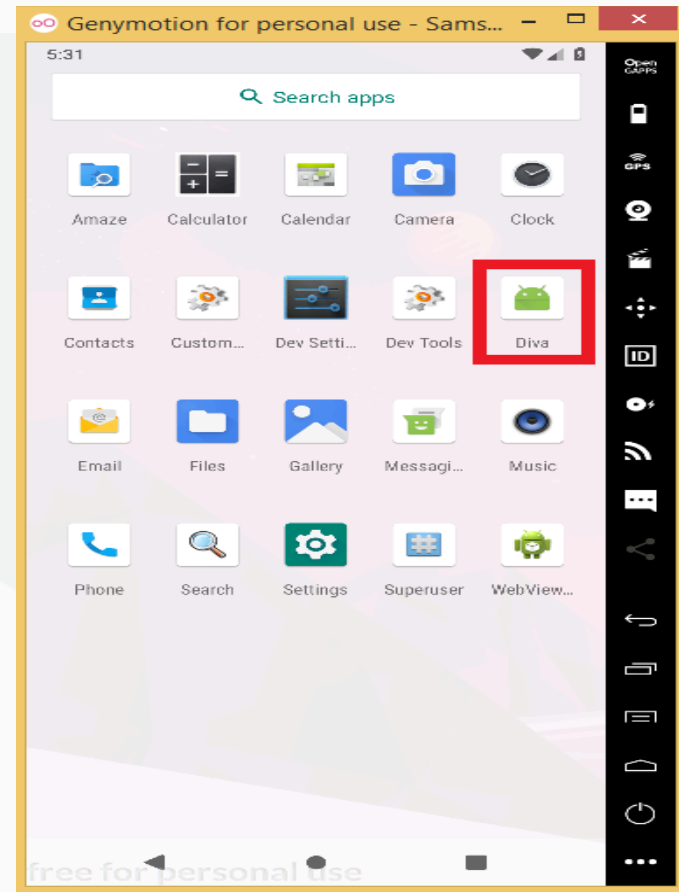 Genymotion for personal use - Sams...
5:31
Open
GAPPS
Search apps
GPS
Amaze Calculator Calendar Camera Clock
Contacts Custom... Dev Setti... Dev Tools Diva
ID
Email Files Gallery Messagi... Music
Phone Search Settings Superuser WebView...
free for personal use